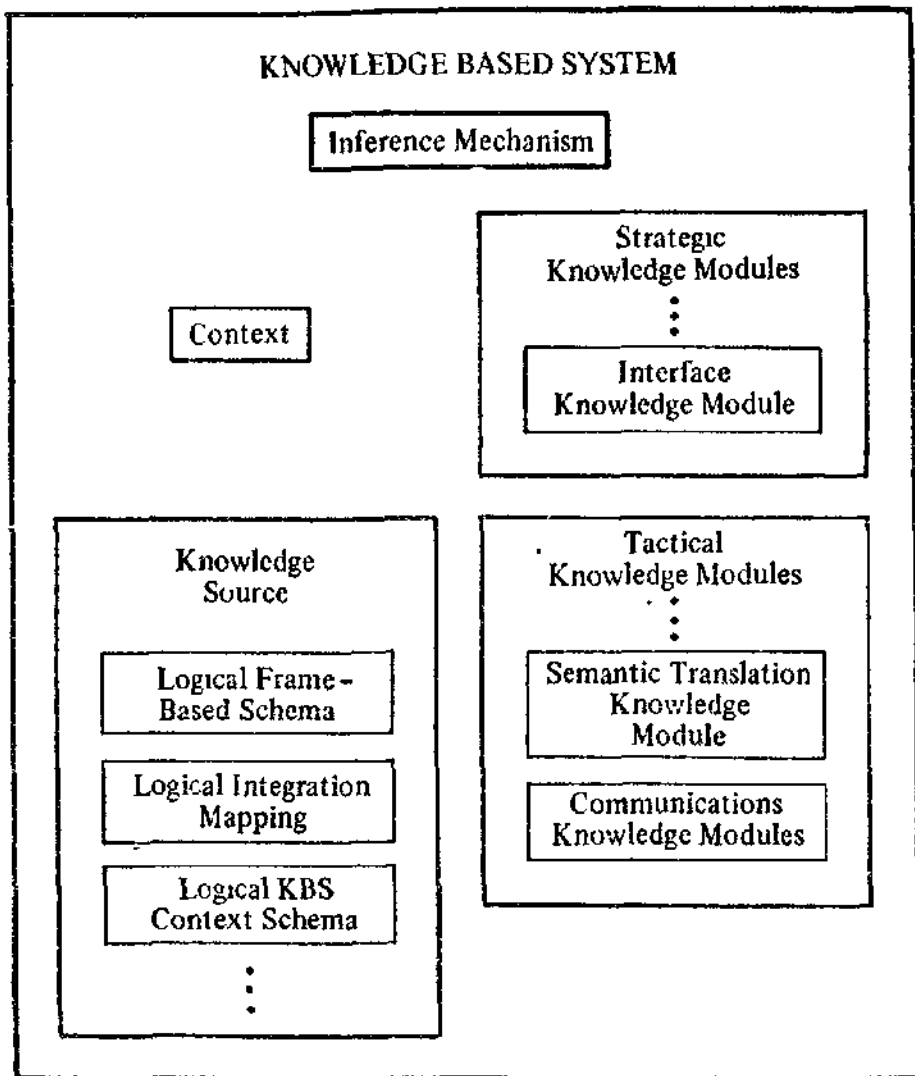 KNOWLEDGE BASED SYSTEM
Inference Mechanism
Strategic
Knowledge Modules
Context
Interface
Knowledge Module
Knowledge
Source
Logical Frame-
Based Schema
Logical Integration
Mapping
Logical KBS
Context Schema
Tactical
Knowledge Modules
Semantic Translation
Knowledge
Module
Communications
Knowledge Modules